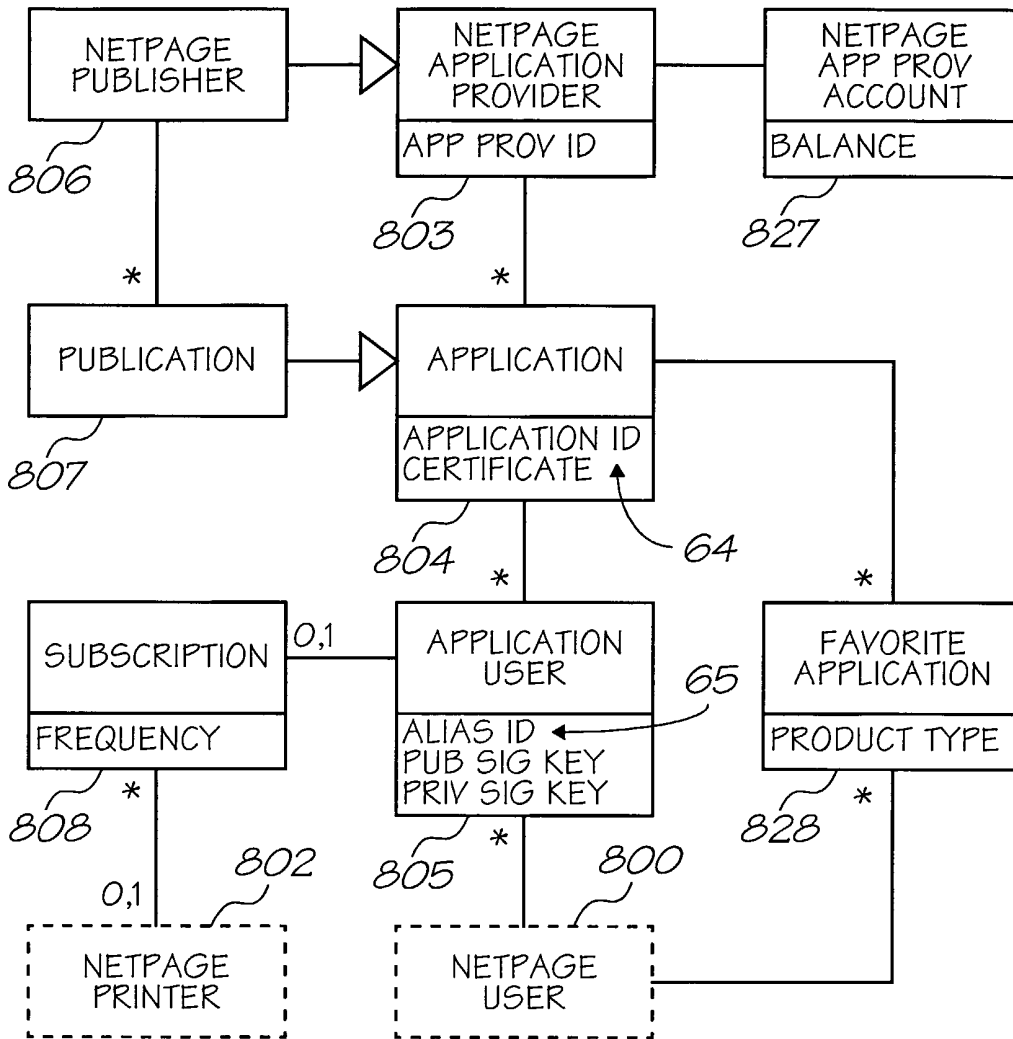 NETPAGE
PUBLISHER
806
NETPAGE
APPLICATION
PROVIDER
APP PROV ID
803
NETPAGE
APP PROV
ACCOUNT
BALANCE
827
*
*
PUBLICATION
807
APPLICATION
APPLICATION ID
CERTIFICATE
804
64
*
*
SUBSCRIPTION
FREQUENCY
808
0,1
APPLICATION
USER
ALIAS ID
PUB SIG KEY
PRIV SIG KEY
805
65
FAVORITE
APPLICATION
PRODUCT TYPE
828
*
*
*
0,1
802
NETPAGE
PRINTER
800
NETPAGE
USER